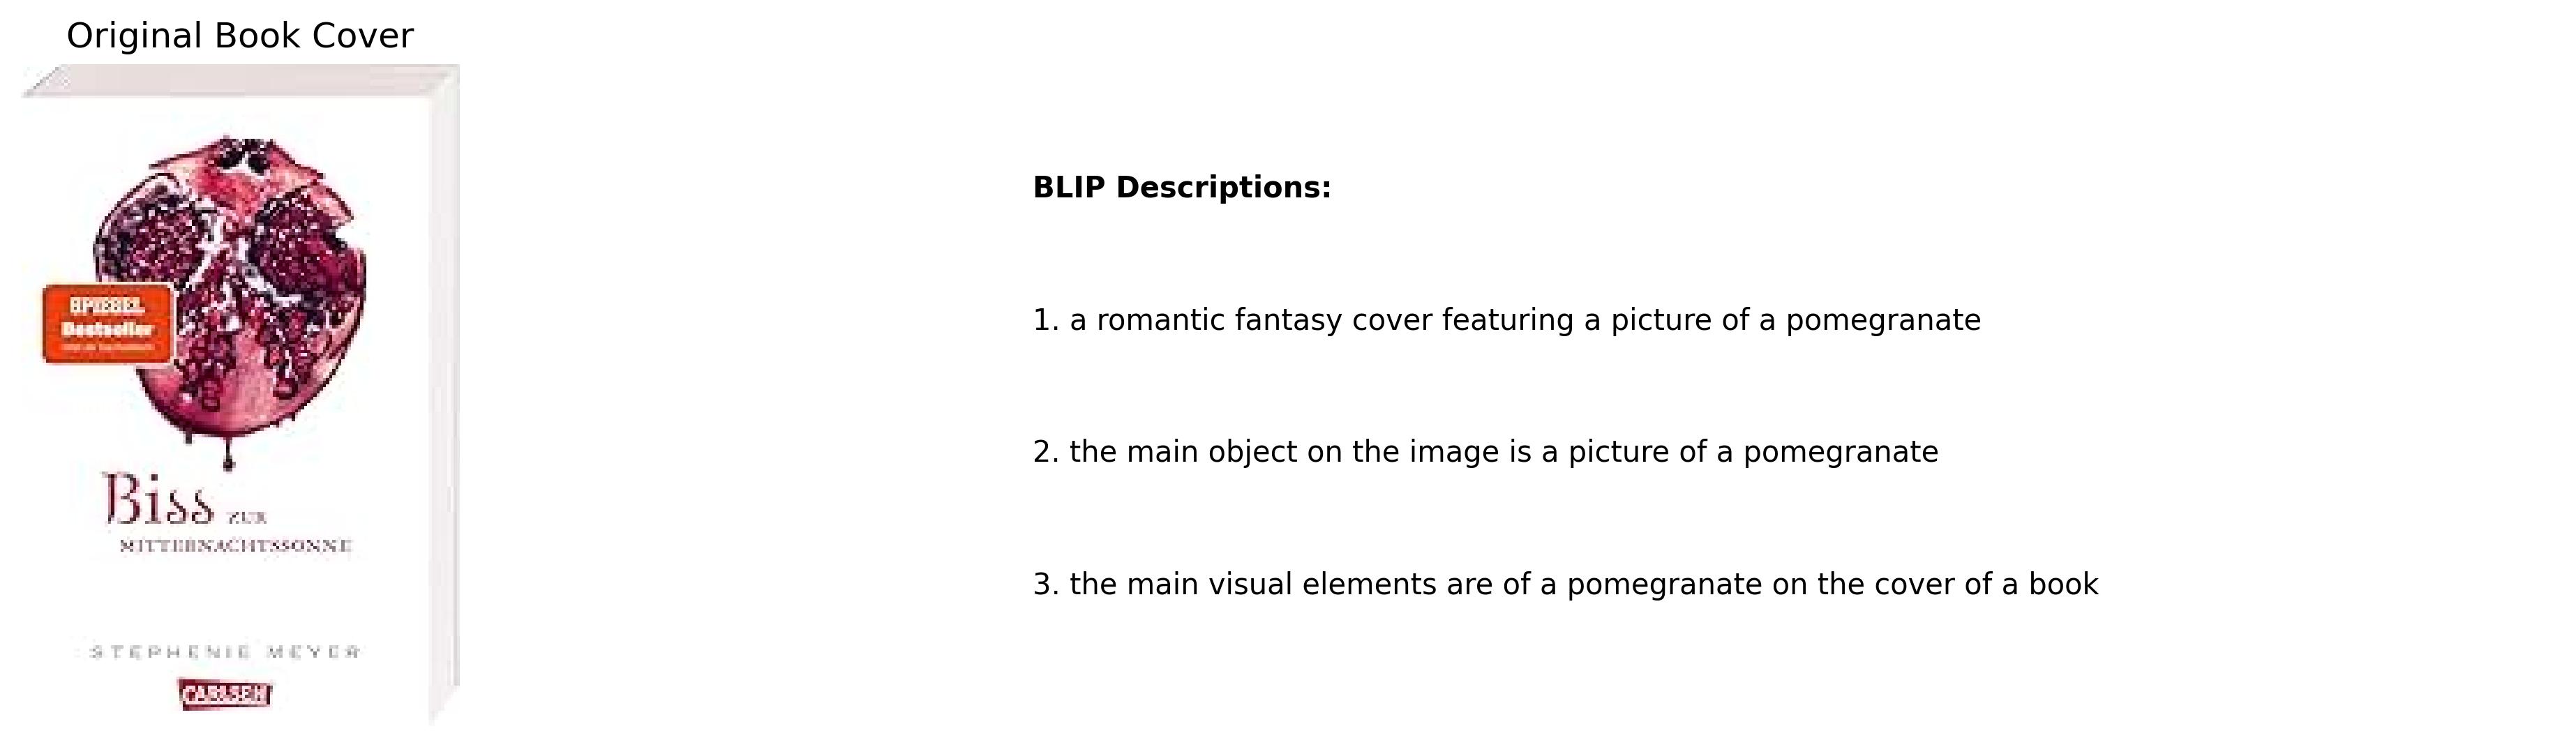 Original Book Cover
SPIEGEL
Bestseller
Biss ZUR
MITTERNACHTSSONNE
STEPHENIE MEYER
CARLSEN
BLIP Descriptions:
1. a romantic fantasy cover featuring a picture of a pomegranate
2. the main object on the image is a picture of a pomegranate
3. the main visual elements are of a pomegranate on the cover of a book